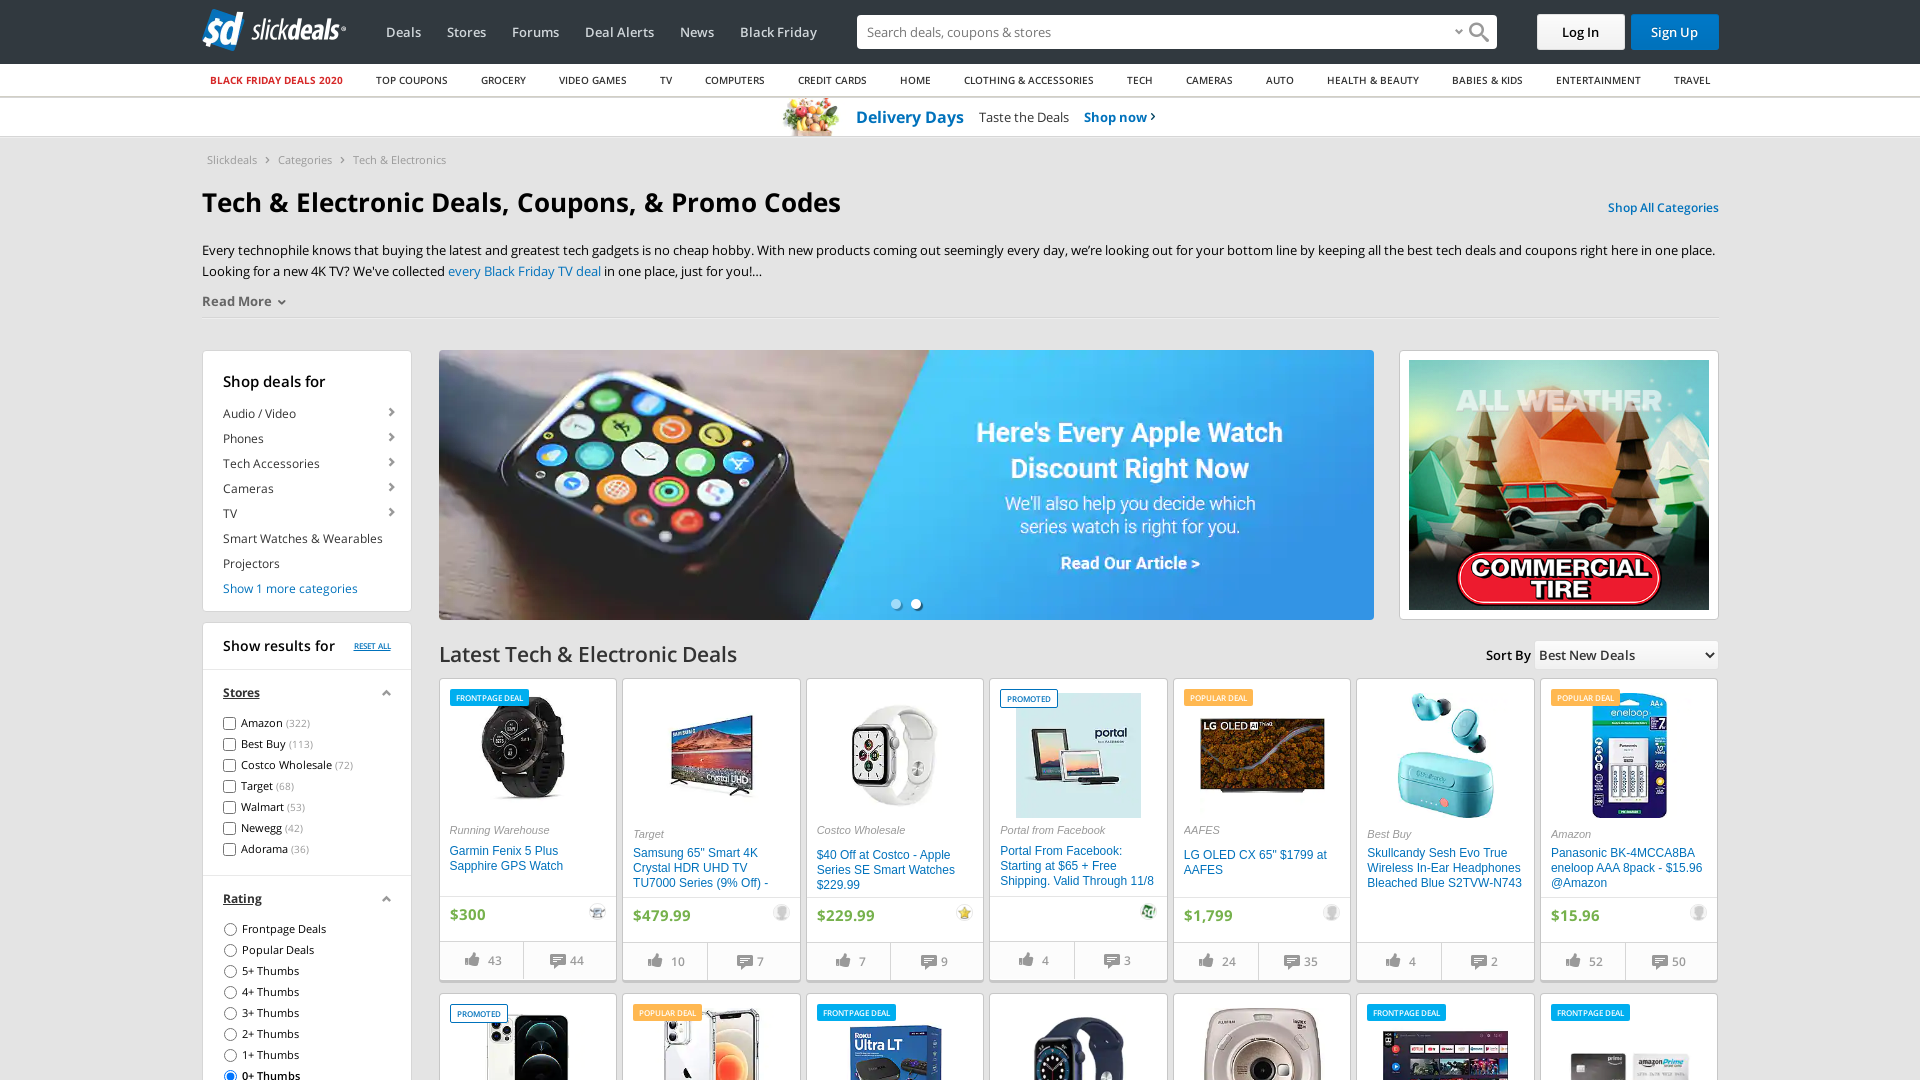 slickdeals
Deals
Stores
Forums
Deal Alerts
News
Black Friday
Search deals, coupons & stores
Log In
Sign Up
BLACK FRIDAY DEALS 2020
TOP COUPONS
GROCERY
VIDEO GAMES
TV
COMPUTERS
CREDIT CARDS
HOME
CLOTHING & ACCESSORIES
TECH
CAMERAS
AUTO
HEALTH & BEAUTY
BABIES & KIDS
ENTERTAINMENT
TRAVEL
Delivery Days Taste the Deals Shop now
Slickdeals > Categories > Tech & Electronics
Tech & Electronic Deals, Coupons, & Promo Codes
Shop All Categories
Every technophile knows that buying the latest and greatest tech gadgets is no cheap hobby. With new products coming out seemingly every day, we’re looking out for your bottom line by keeping all the best tech deals and coupons right here in one place.
Looking for a new 4K TV? We've collected every Black Friday TV deal in one place, just for you!...
Read More
Shop deals for
Audio / Video
Phones
Tech Accessories
Cameras
TV
Smart Watches & Wearables
Projectors
Show 1 more categories
Here's Every Apple Watch
Discount Right Now
We'll also help you decide which
series watch is right for you.
Read Our Article >
ALL WEATHER
COMMERCIAL
TIRE
Show results for
RESET ALL
Stores
Amazon (322)
Best Buy (113)
Costco Wholesale (72)
Target (68)
Walmart (53)
Newegg (42)
Adorama (36)
Rating
Frontpage Deals
Popular Deals
5+ Thumbs
4+ Thumbs
3+ Thumbs
2+ Thumbs
1+ Thumbs
0+ Thumbs
Latest Tech & Electronic Deals
Sort By Best New Deals
FRONTPAGE DEAL
Running Warehouse
Garmin Fenix 5 Plus
Sapphire GPS Watch
$300
43
44
Target
Samsung 65" Smart 4K
Crystal HDR UHD TV
TU7000 Series (9% Off) -
$479.99
10
7
Costco Wholesale
$40 Off at Costco - Apple
Series SE Smart Watches
$229.99
$229.99
7
9
PROMOTED
portal
Portal from Facebook
Portal From Facebook:
Starting at $65 + Free
Shipping. Valid Through 11/8
4
3
POPULAR DEAL
LG OLED AI ThinQ
AAFES
LG OLED CX 65" $1799 at
AAFES
$1,799
24
35
Best Buy
Skullcandy Sesh Evo True
Wireless In-Ear Headphones
Bleached Blue S2TVW-N743
4
2
POPULAR DEAL
AA+
eneloop
Panasonic
Amazon
Panasonic BK-4MCCA8BA
eneloop AAA 8pack - $15.96
@Amazon
$15.96
52
50
PROMOTED
POPULAR DEAL
FRONTPAGE DEAL
Roku
Ultra LT
FRONTPAGE DEAL
FRONTPAGE DEAL
prime
amazon Prime